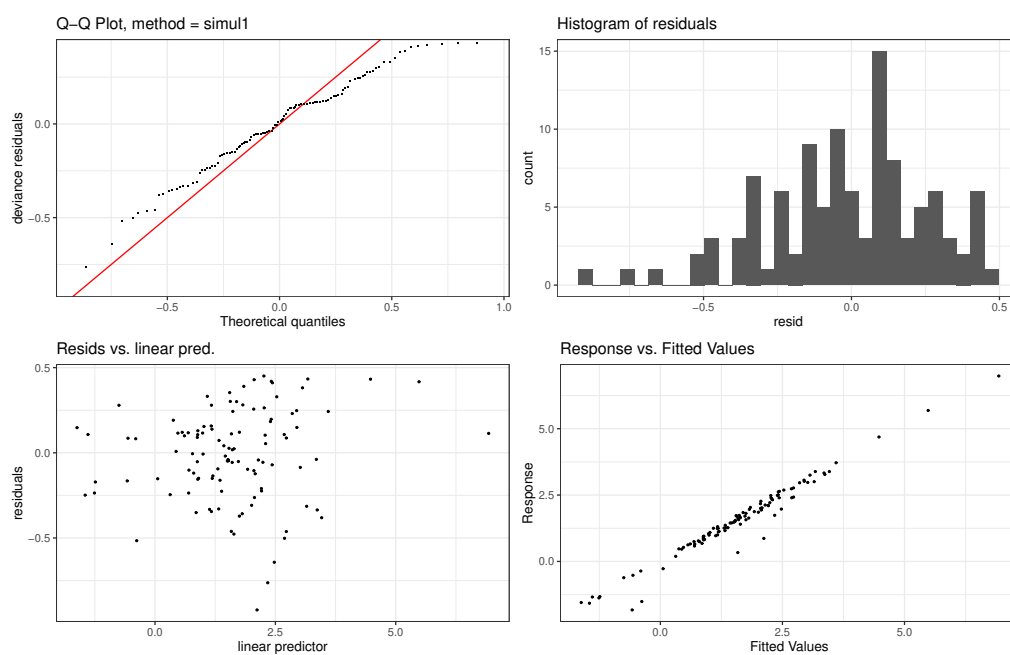 Q−Q Plot, method = simul1
deviance residuals
0.0
−0.5
−0.5 0.0 0.5 1.0
Theoretical quantiles
Histogram of residuals
count
15
10
5
0
−0.5 0.0 0.5
resid
Resids vs. linear pred.
residuals
0.5
0.0
−0.5
0.0 2.5 5.0
linear predictor
Response vs. Fitted Values
Response
5.0
2.5
0.0
0.0 2.5 5.0
Fitted Values